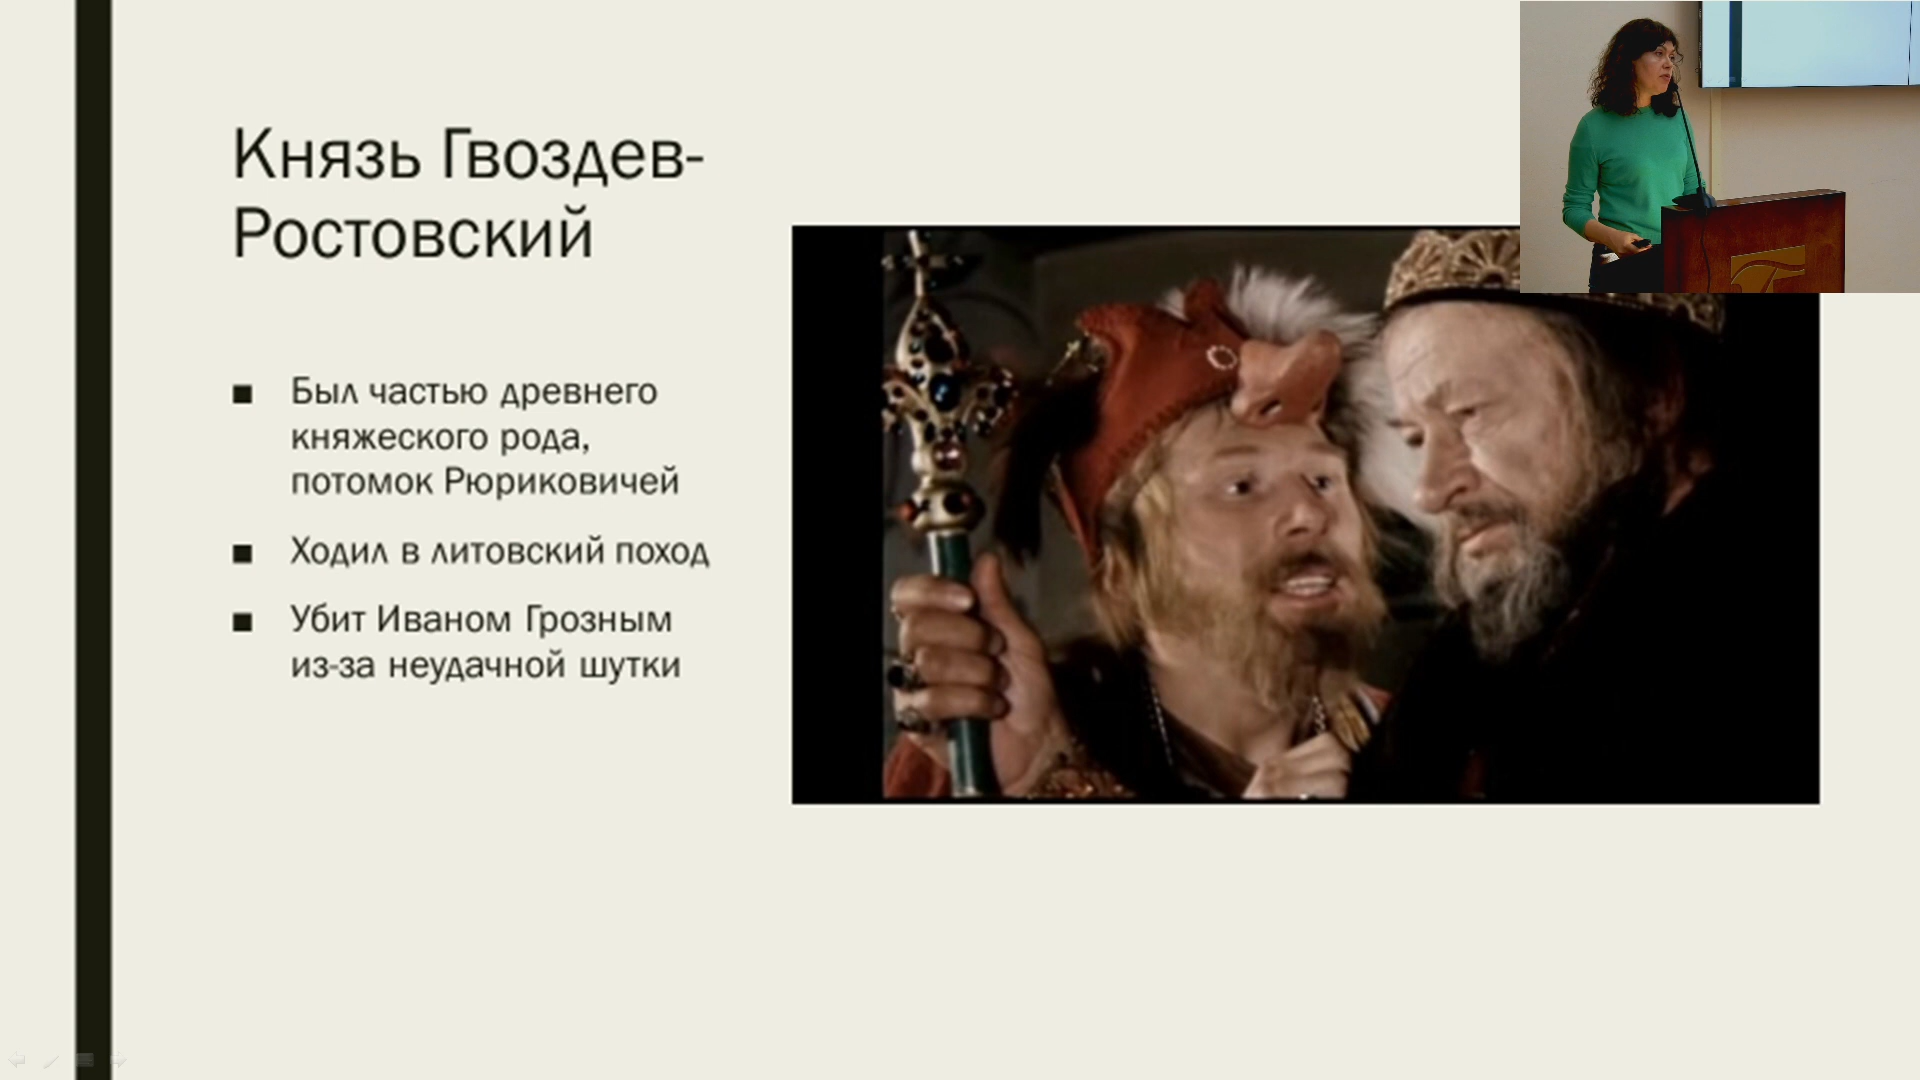 Князь Гвоздев-
Ростовский
Был частью древнего
княжеского рода,
потомок Рюриковичей
Ходил в литовский поход
Убит Иваном Грозным
из-за неудачной шутки